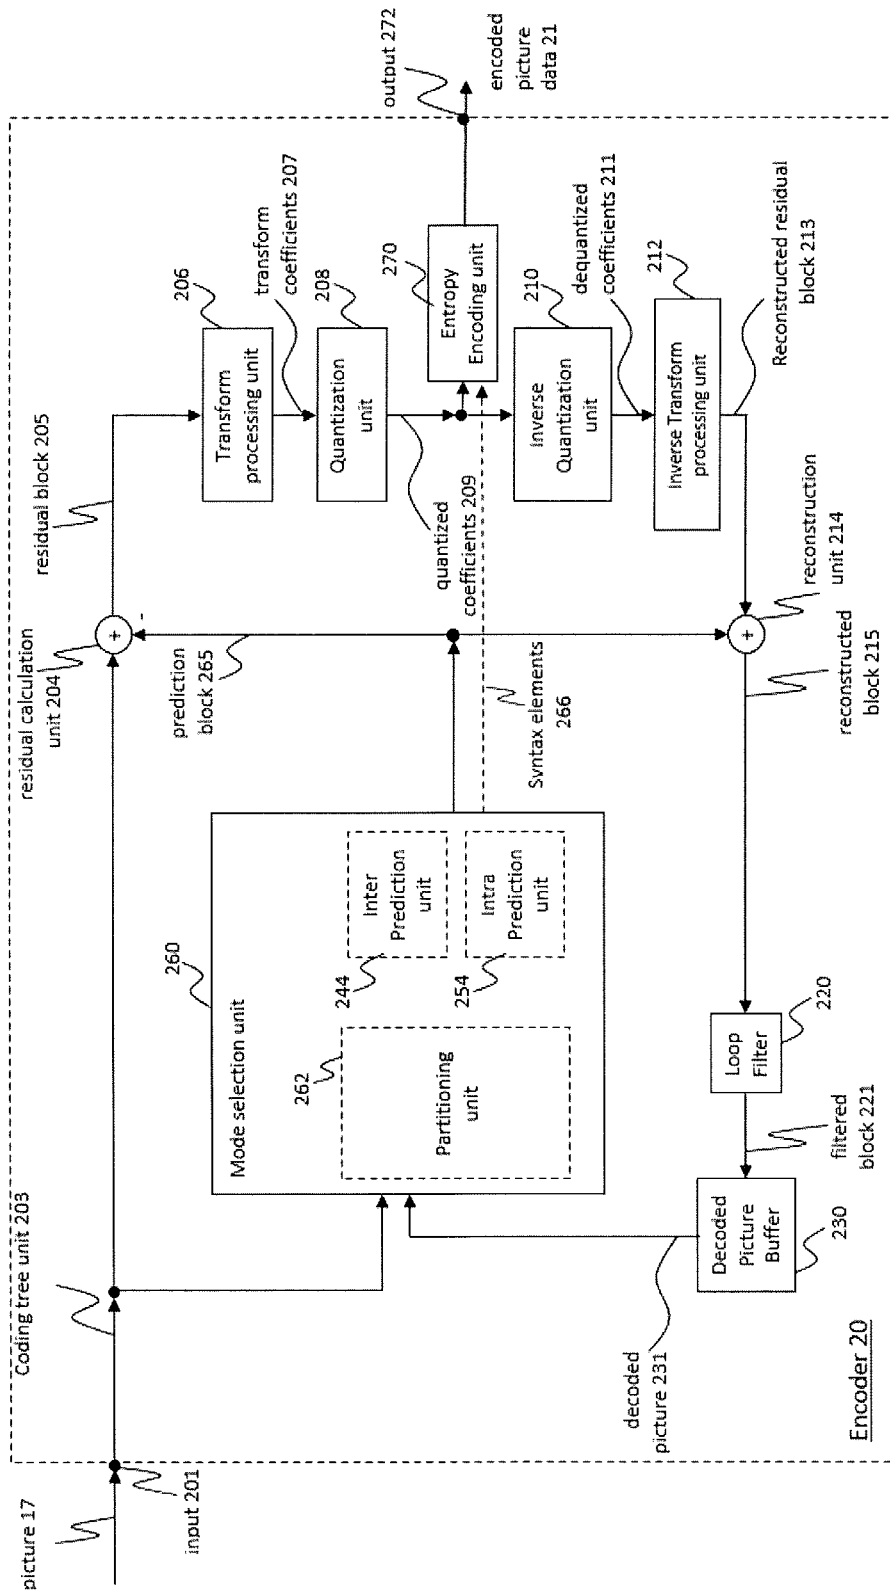 picture 17
input 201
Coding tree unit 203
residual calculation
unit 204
residual block 205
206
Transform
processing unit
transform
coefficients 207
208
Quantization
unit
quantized
coefficients 209
270
Entropy
Encoding unit
output 272
encoded
picture
data 21
210
Inverse
Quantization
unit
dequantized
coefficients 211
212
Inverse Transform
processing unit
Reconstructed residual
block 213
-
+
prediction
block 265
Syntax elements
266
+
reconstruction
unit 214
reconstructed
block 215
260
Mode selection unit
262
Partitioning
unit
244
Inter
Prediction
unit
254
Intra
Prediction
unit
220
Loop
Filter
filtered
block 221
Decoded
Picture
Buffer
230
decoded
picture 231
Encoder 20